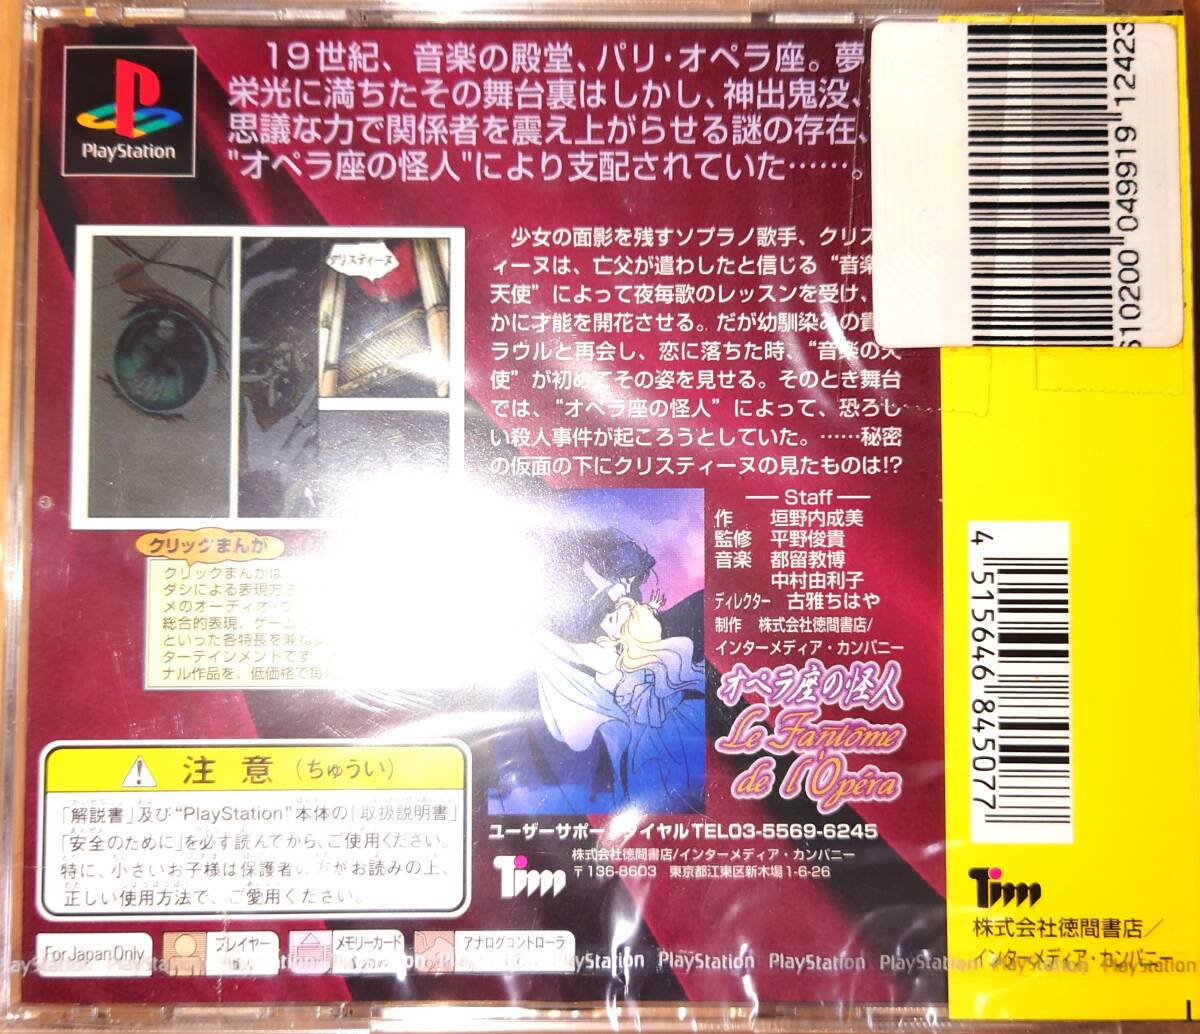 PlayStation
19世紀、音楽の殿堂、パリ・オペラ座。夢
栄光に満ちたその舞台裏はしかし、神出鬼没、
思議な力で関係者を震え上がらせる謎の存在、
"オペラ座の怪人"により支配されていた……。
クリスティーヌ
少女の面影を残すソプラノ歌手、クリス
ィーヌは、亡父が遣わしたと信じる“音楽
天使”によって夜毎歌のレッスンを受け、
かに才能を開花させる。だが幼馴染みの貴
ラウルと再会し、恋に落ちた時、“音楽の天
使”が初めてその姿を見せる。そのとき舞台
では、“オペラ座の怪人”によって、恐ろし
い殺人事件が起ころうとしていた。……秘密
の仮面の下にクリスティーヌの見たものは!?
クリックまんが
クリックまんがは、
ダシによる表現方法
メのオーディオ・ヴィ
総合的表現、ゲーム
といった各特長を兼ね
ターテインメントです
ナル作品を、低価格で毎月
Staff
作 垣野内成美
監修 平野俊貴
音楽 都留教博
中村由利子
ディレクター 古雅ちはや
制作 株式会社徳間書店/
インターメディア・カンパニー
オペラ座の怪人
Le Fantôme
de l'Opéra
ユーザーサポー ダイヤルTEL03-5569-6245
株式会社徳間書店/インターメディア・カンパニー
〒136-8603 東京都江東区新木場1-6-26
Tim
注意(ちゅうい)
「解説書」及び“PlayStation”本体の「取扱説明書」
「安全のために」を必ず読んでから、ご使用ください。
特に、小さいお子様は保護者の方がお読みの上、
正しい使用方法で、ご愛用ください。
For Japan Only
プレイヤー
メモリーカード
アナログコントローラ
ayStation PlayStation PlayStation PlayStation PlayStation PlayStation
6102000499191 2423
4 515646 845077
Tim
株式会社徳間書店/
インターメディア・カンパニー